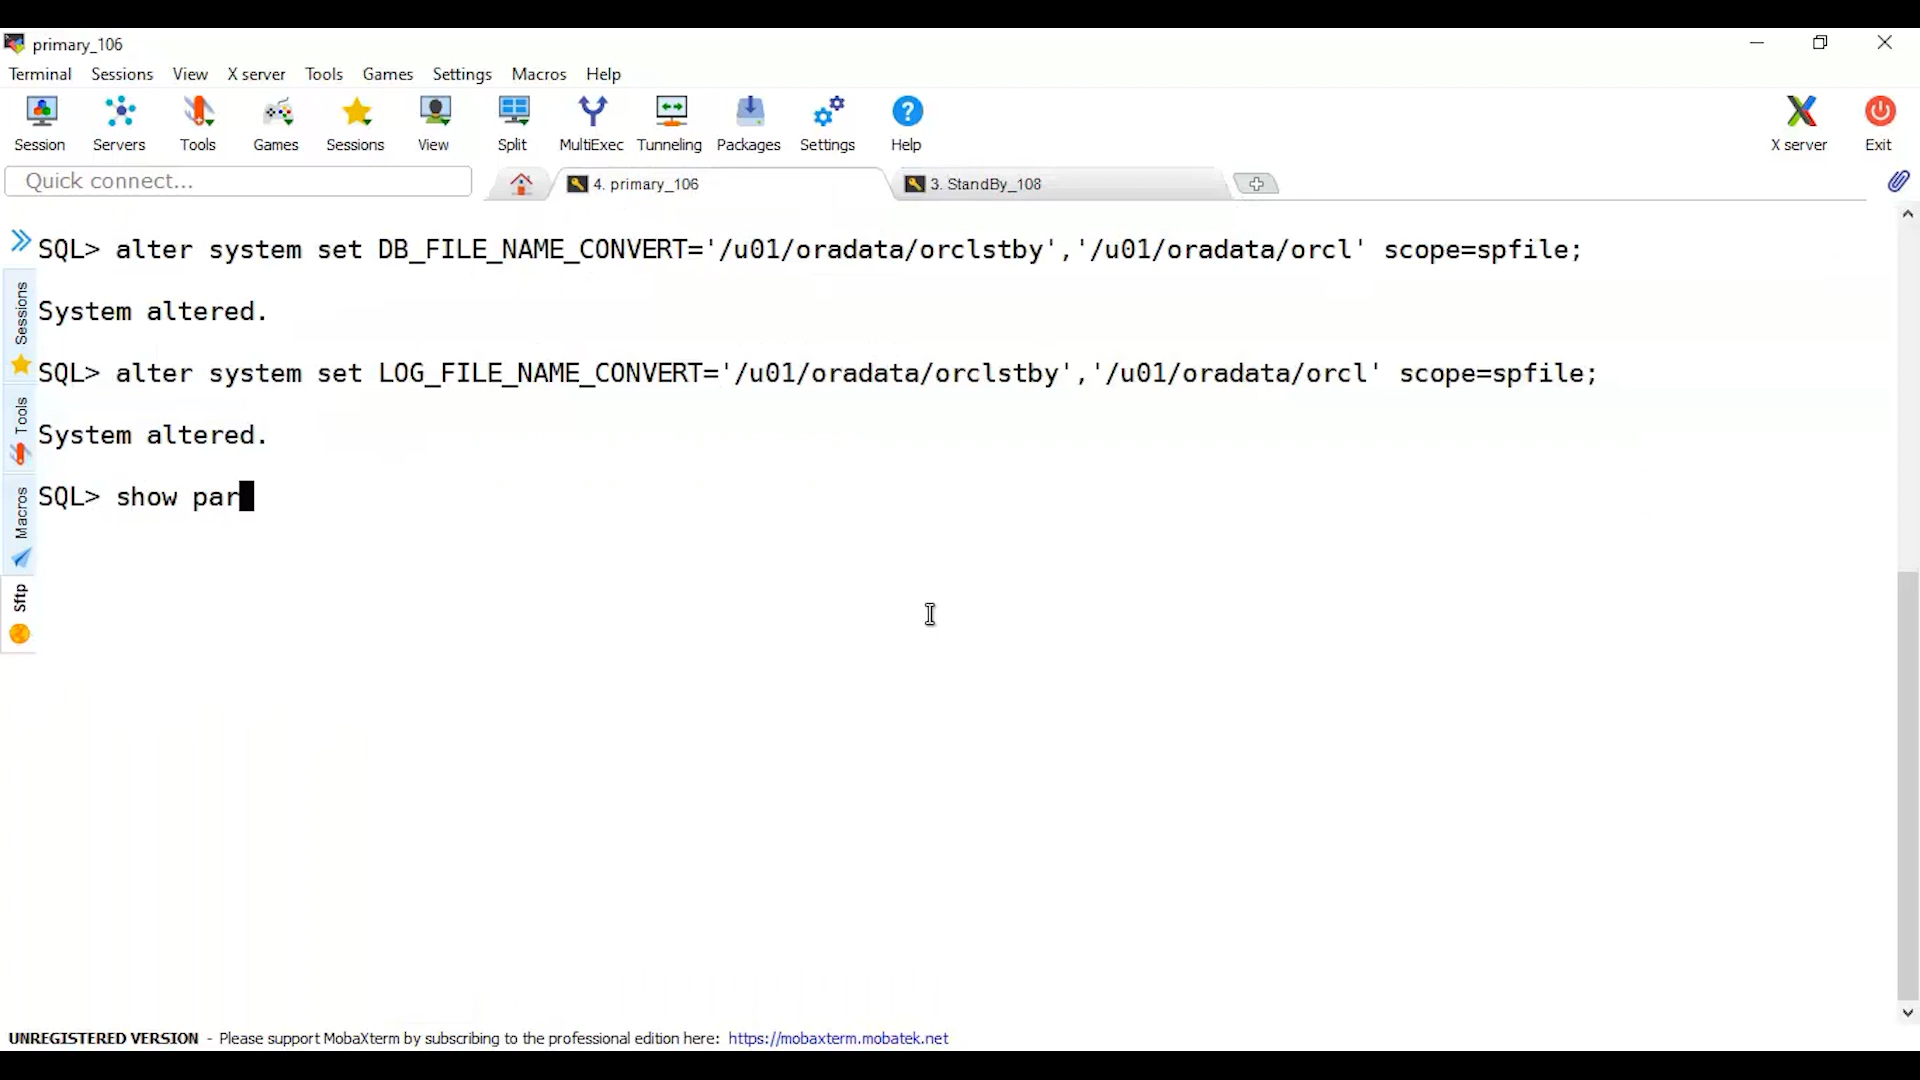 primary_106
Terminal Sessions View X server Tools Games Settings Macros Help
Session Servers Tools Games Sessions View Split MultiExec Tunneling Packages Settings Help X server Exit
Quick connect...
4. primary_106
3. StandBy_108
SQL> alter system set DB_FILE_NAME_CONVERT='/u01/oradata/orclstby','/u01/oradata/orcl' scope=spfile;
System altered.
SQL> alter system set LOG_FILE_NAME_CONVERT='/u01/oradata/orclstby','/u01/oradata/orcl' scope=spfile;
System altered.
SQL> show par
Sessions
Tools
Macros
Sftp
UNREGISTERED VERSION - Please support MobaXterm by subscribing to the professional edition here: https://mobaxterm.mobatek.net